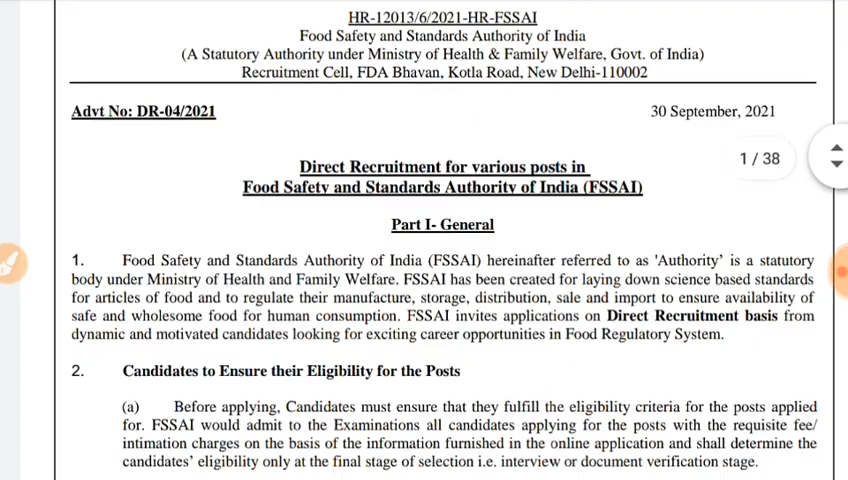 HR-12013/6/2021-HR-FSSAI
Food Safety and Standards Authority of India
(A Statutory Authority under Ministry of Health & Family Welfare, Govt. of India)
Recruitment Cell, FDA Bhavan, Kotla Road, New Delhi-110002
Advt No: DR-04/2021 30 September, 2021
1 / 38
Direct Recruitment for various posts in
Food Safety and Standards Authority of India (FSSAI)
Part I- General
1. Food Safety and Standards Authority of India (FSSAI) hereinafter referred to as 'Authority' is a statutory
body under Ministry of Health and Family Welfare. FSSAI has been created for laying down science based standards
for articles of food and to regulate their manufacture, storage, distribution, sale and import to ensure availability of
safe and wholesome food for human consumption. FSSAI invites applications on Direct Recruitment basis from
dynamic and motivated candidates looking for exciting career opportunities in Food Regulatory System.
2. Candidates to Ensure their Eligibility for the Posts
(a) Before applying, Candidates must ensure that they fulfill the eligibility criteria for the posts applied
for. FSSAI would admit to the Examinations all candidates applying for the posts with the requisite fee/
intimation charges on the basis of the information furnished in the online application and shall determine the
candidates' eligibility only at the final stage of selection i.e. interview or document verification stage.